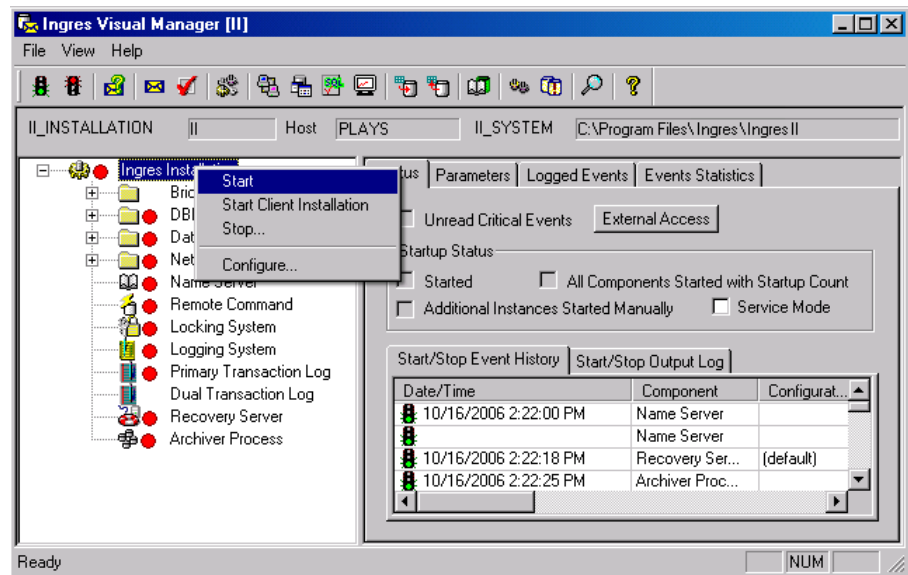 Ingres Visual Manager [II]
File View Help
II_INSTALLATION II Host PLAYS II_SYSTEM C:\Program Files\Ingres\Ingres II
Ingres
Start
Start Client Installation
Stop...
Configure...
Name Server
Remote Command
Locking System
Logging System
Primary Transaction Log
Dual Transaction Log
Recovery Server
Archiver Process
Parameters Logged Events Events Statistics
Unread Critical Events External Access
Startup Status
Started All Components Started with Startup Count
Additional Instances Started Manually Service Mode
Start/Stop Event History Start/Stop Output Log
Date/Time Component Configurat...
10/16/2006 2:22:00 PM Name Server
Name Server
10/16/2006 2:22:18 PM Recovery Ser... (default)
10/16/2006 2:22:25 PM Archiver Proc...
Ready NUM